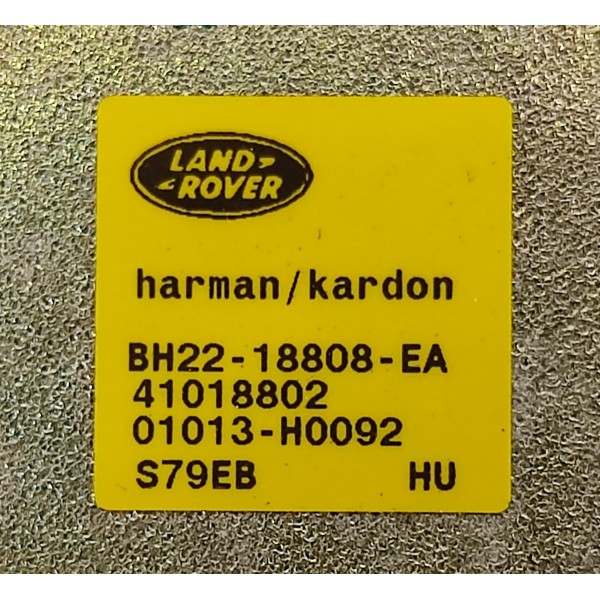 LAND
ROVER
harman/kardon
BH22-18808-EA
41018802
01013-H0092
S79EB HU